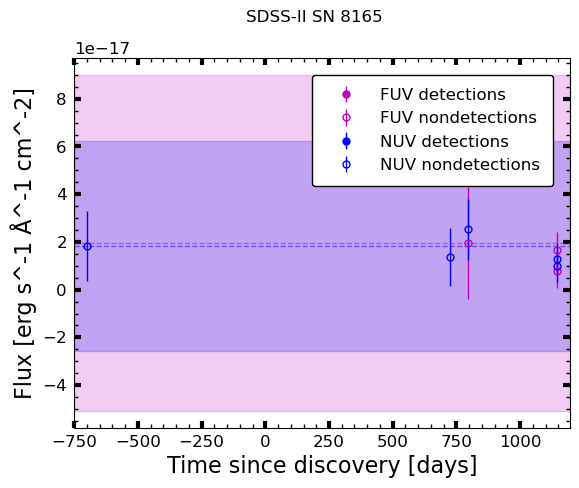 SDSS-II SN 8165
1e−17
FUV detections
FUV nondetections
NUV detections
NUV nondetections
8
6
4
2
0
−2
−4
Flux [erg s^-1 Å^-1 cm^-2]
−750 −500 −250 0 250 500 750 1000
Time since discovery [days]